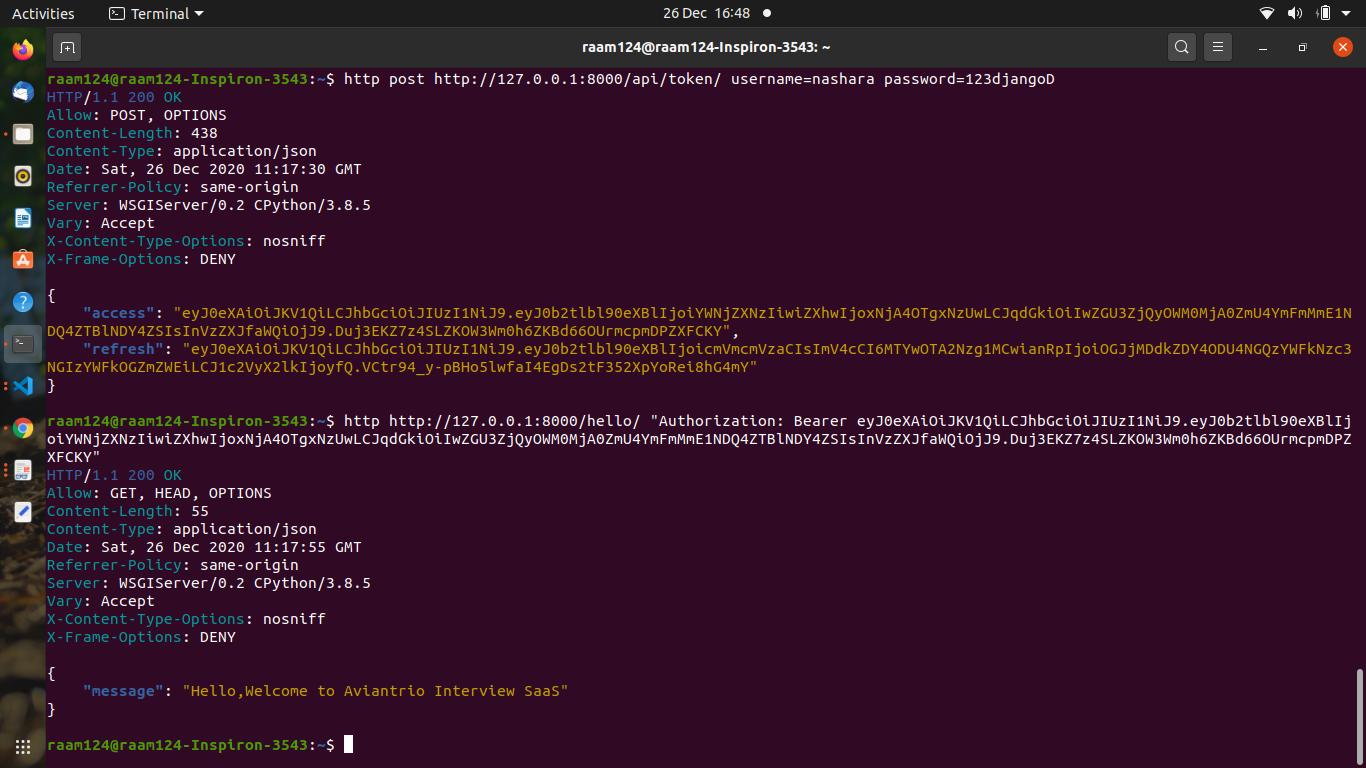 Activities
Terminal
26 Dec 16:48
raam124@raam124-Inspiron-3543: ~
raam124@raam124-Inspiron-3543:~$ http post http://127.0.0.1:8000/api/token/ username=nashara password=123djangoD
HTTP/1.1 200 OK
Allow: POST, OPTIONS
Content-Length: 438
Content-Type: application/json
Date: Sat, 26 Dec 2020 11:17:30 GMT
Referrer-Policy: same-origin
Server: WSGIServer/0.2 CPython/3.8.5
Vary: Accept
X-Content-Type-Options: nosniff
X-Frame-Options: DENY
{
"access": "eyJ0eXAiOiJKV1QiLCJhbGciOiJIUzI1NiJ9.eyJ0b2tlbl90eXBlIjoiYWNjZXNzIiwiZXhwIjoxNjA4OTgxNzUwLCJqdGkiOiIwZGU3ZjQyOWM0MjA0ZmU4YmFmMmE1N
DQ4ZTBlNDY4ZSIsInVzZXJfaWQiOjJ9.Duj3EKZ7z4SLZKOW3Wm0h6ZKBd66OUrmcpmDPZXFCKY",
"refresh": "eyJ0eXAiOiJKV1QiLCJhbGciOiJIUzI1NiJ9.eyJ0b2tlbl90eXBlIjoicmVmcmVzaCIsImV4cCI6MTYwOTA2Nzg1MCwianRpIjoiOGJjMDdkZDY4ODU4NGQzYWFkNzc3
NGIzYWFkOGZmZWEiLCJ1c2VyX2lkIjoyfQ.VCtr94_y-pBHo5lwfaI4EgDs2tF352XpYoRei8hG4mY"
}
raam124@raam124-Inspiron-3543:~$ http http://127.0.0.1:8000/hello/ "Authorization: Bearer eyJ0eXAiOiJKV1QiLCJhbGciOiJIUzI1NiJ9.eyJ0b2tlbl90eXBlIj
oiYWNjZXNzIiwiZXhwIjoxNjA4OTgxNzUwLCJqdGkiOiIwZGU3ZjQyOWM0MjA0ZmU4YmFmMmE1NDQ4ZTBlNDY4ZSIsInVzZXJfaWQiOjJ9.Duj3EKZ7z4SLZKOW3Wm0h6ZKBd66OUrmcpmDPZ
XFCKY"
HTTP/1.1 200 OK
Allow: GET, HEAD, OPTIONS
Content-Length: 55
Content-Type: application/json
Date: Sat, 26 Dec 2020 11:17:55 GMT
Referrer-Policy: same-origin
Server: WSGIServer/0.2 CPython/3.8.5
Vary: Accept
X-Content-Type-Options: nosniff
X-Frame-Options: DENY
{
"message": "Hello,Welcome to Aviantrio Interview SaaS"
}
raam124@raam124-Inspiron-3543:~$